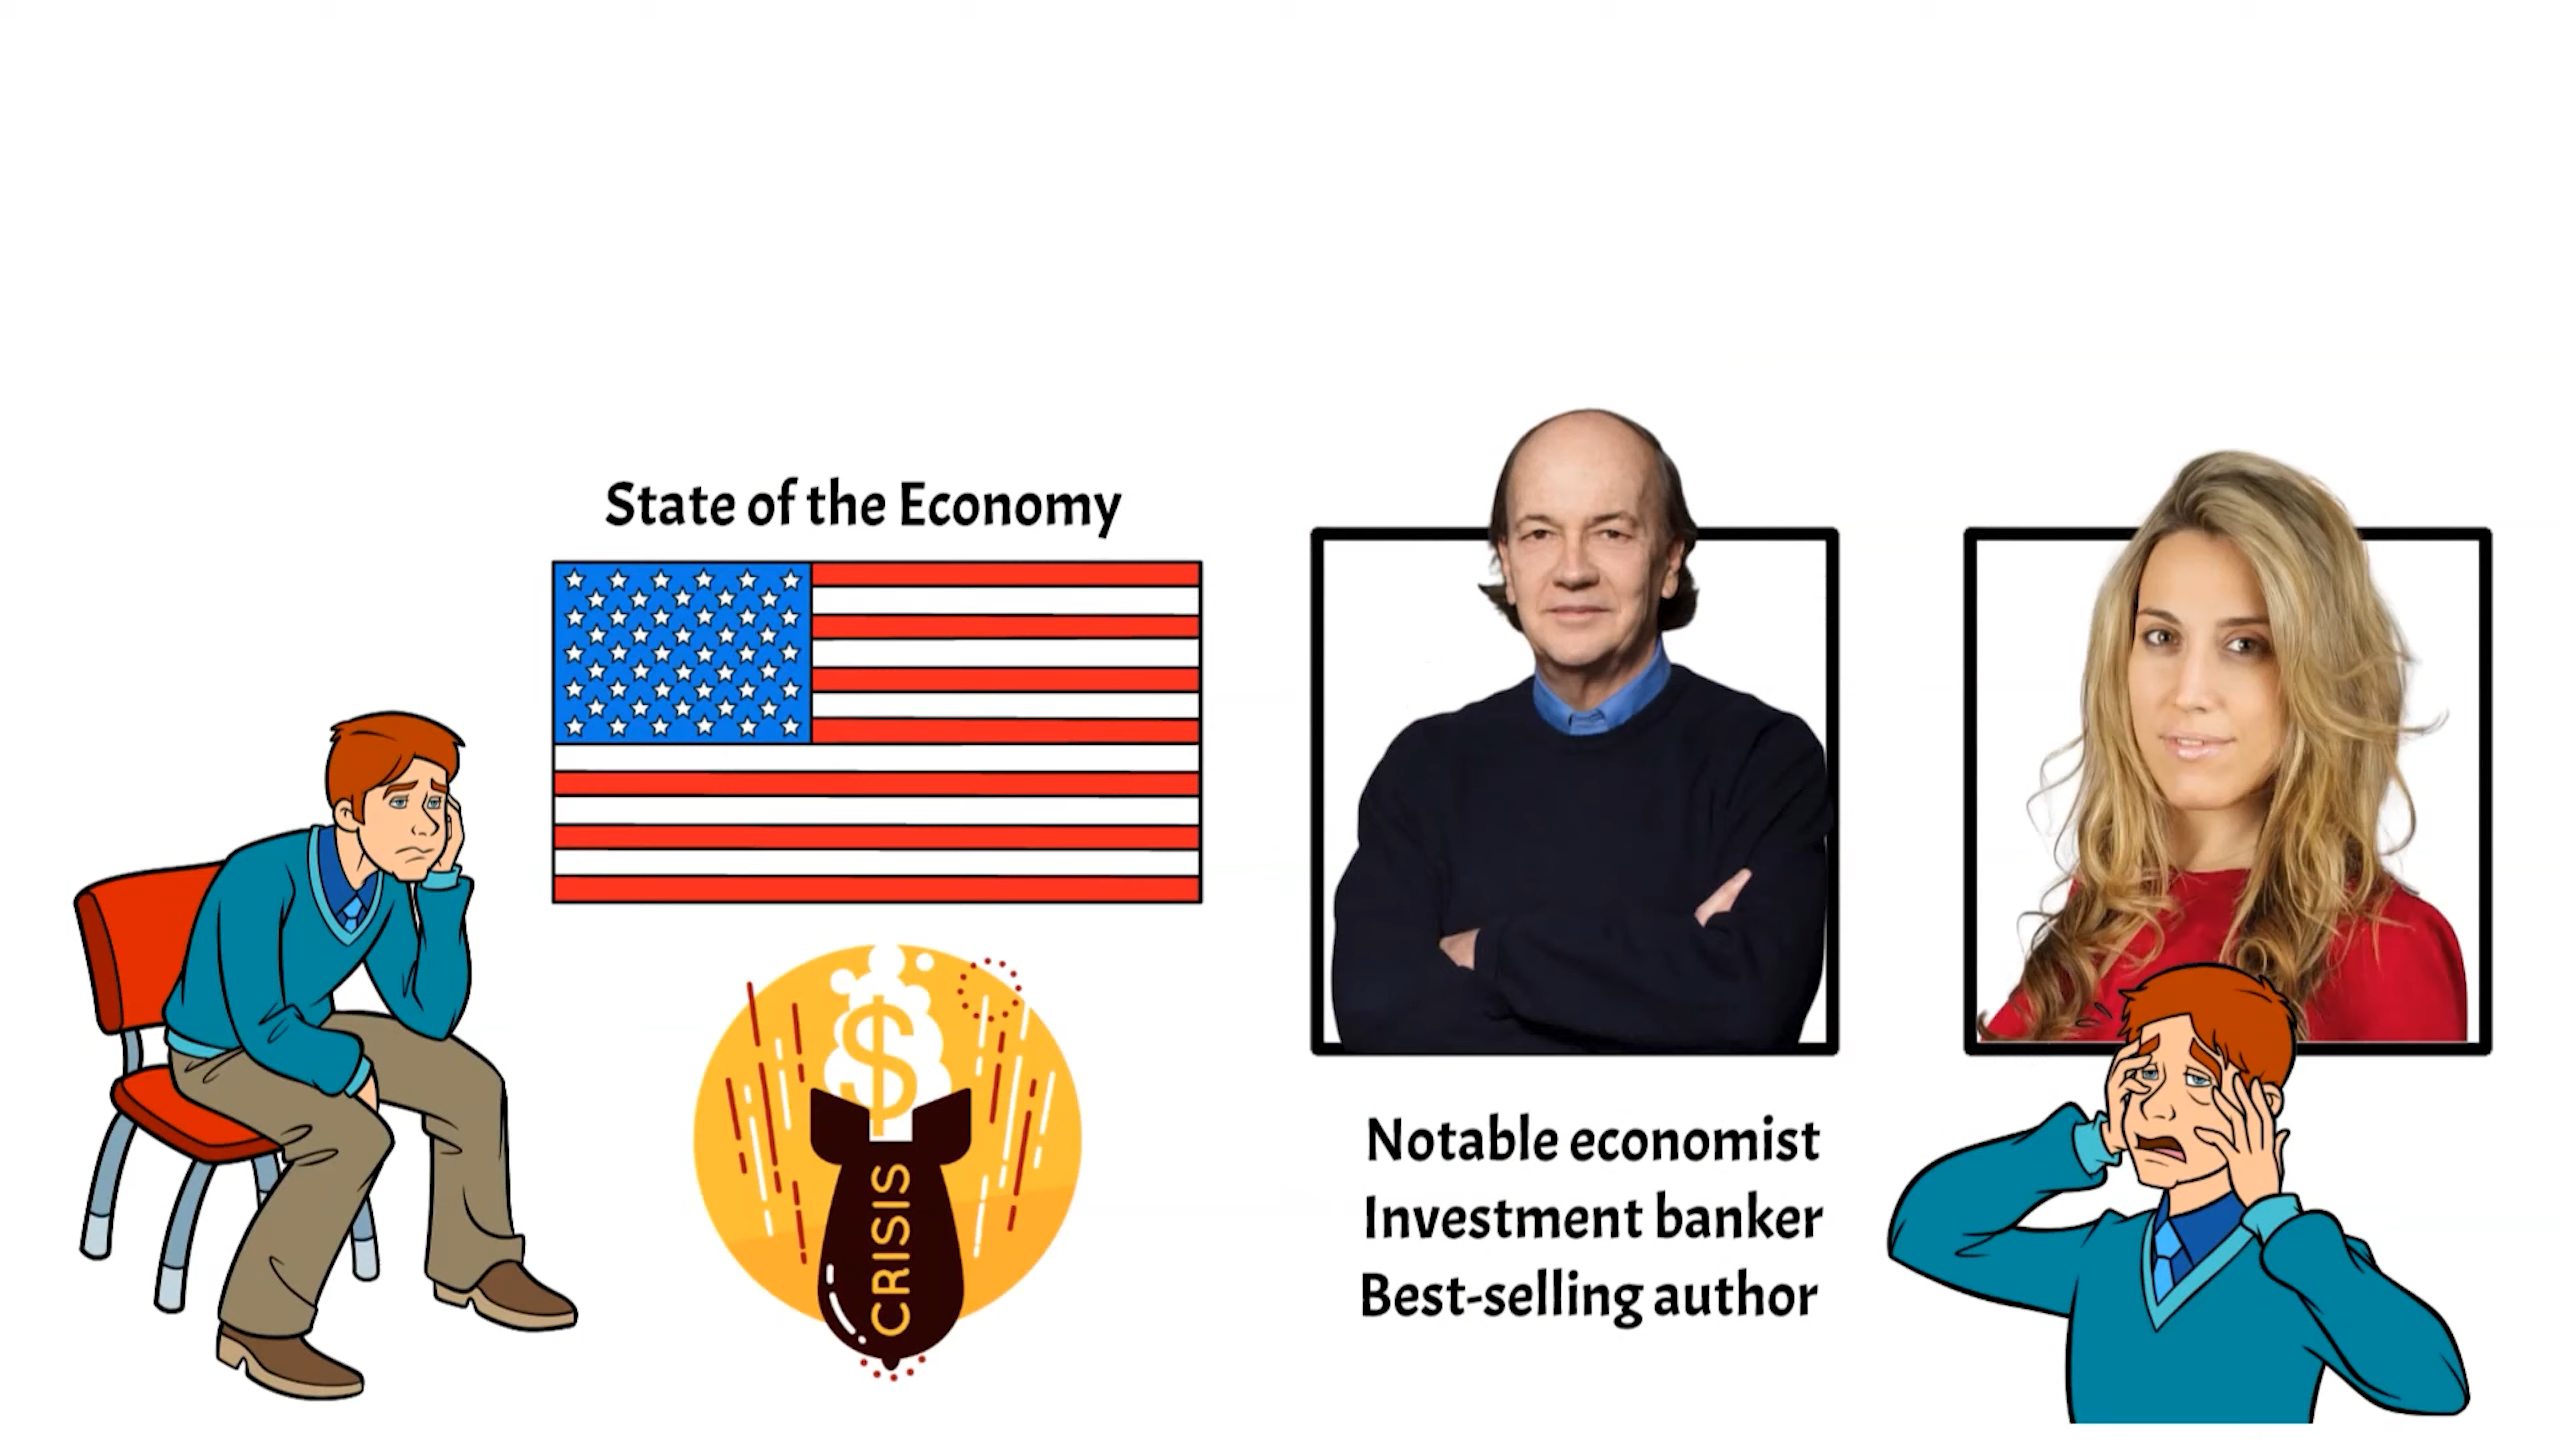 State of the Economy
CRISIS
Notable economist
Investment banker
Best-selling author